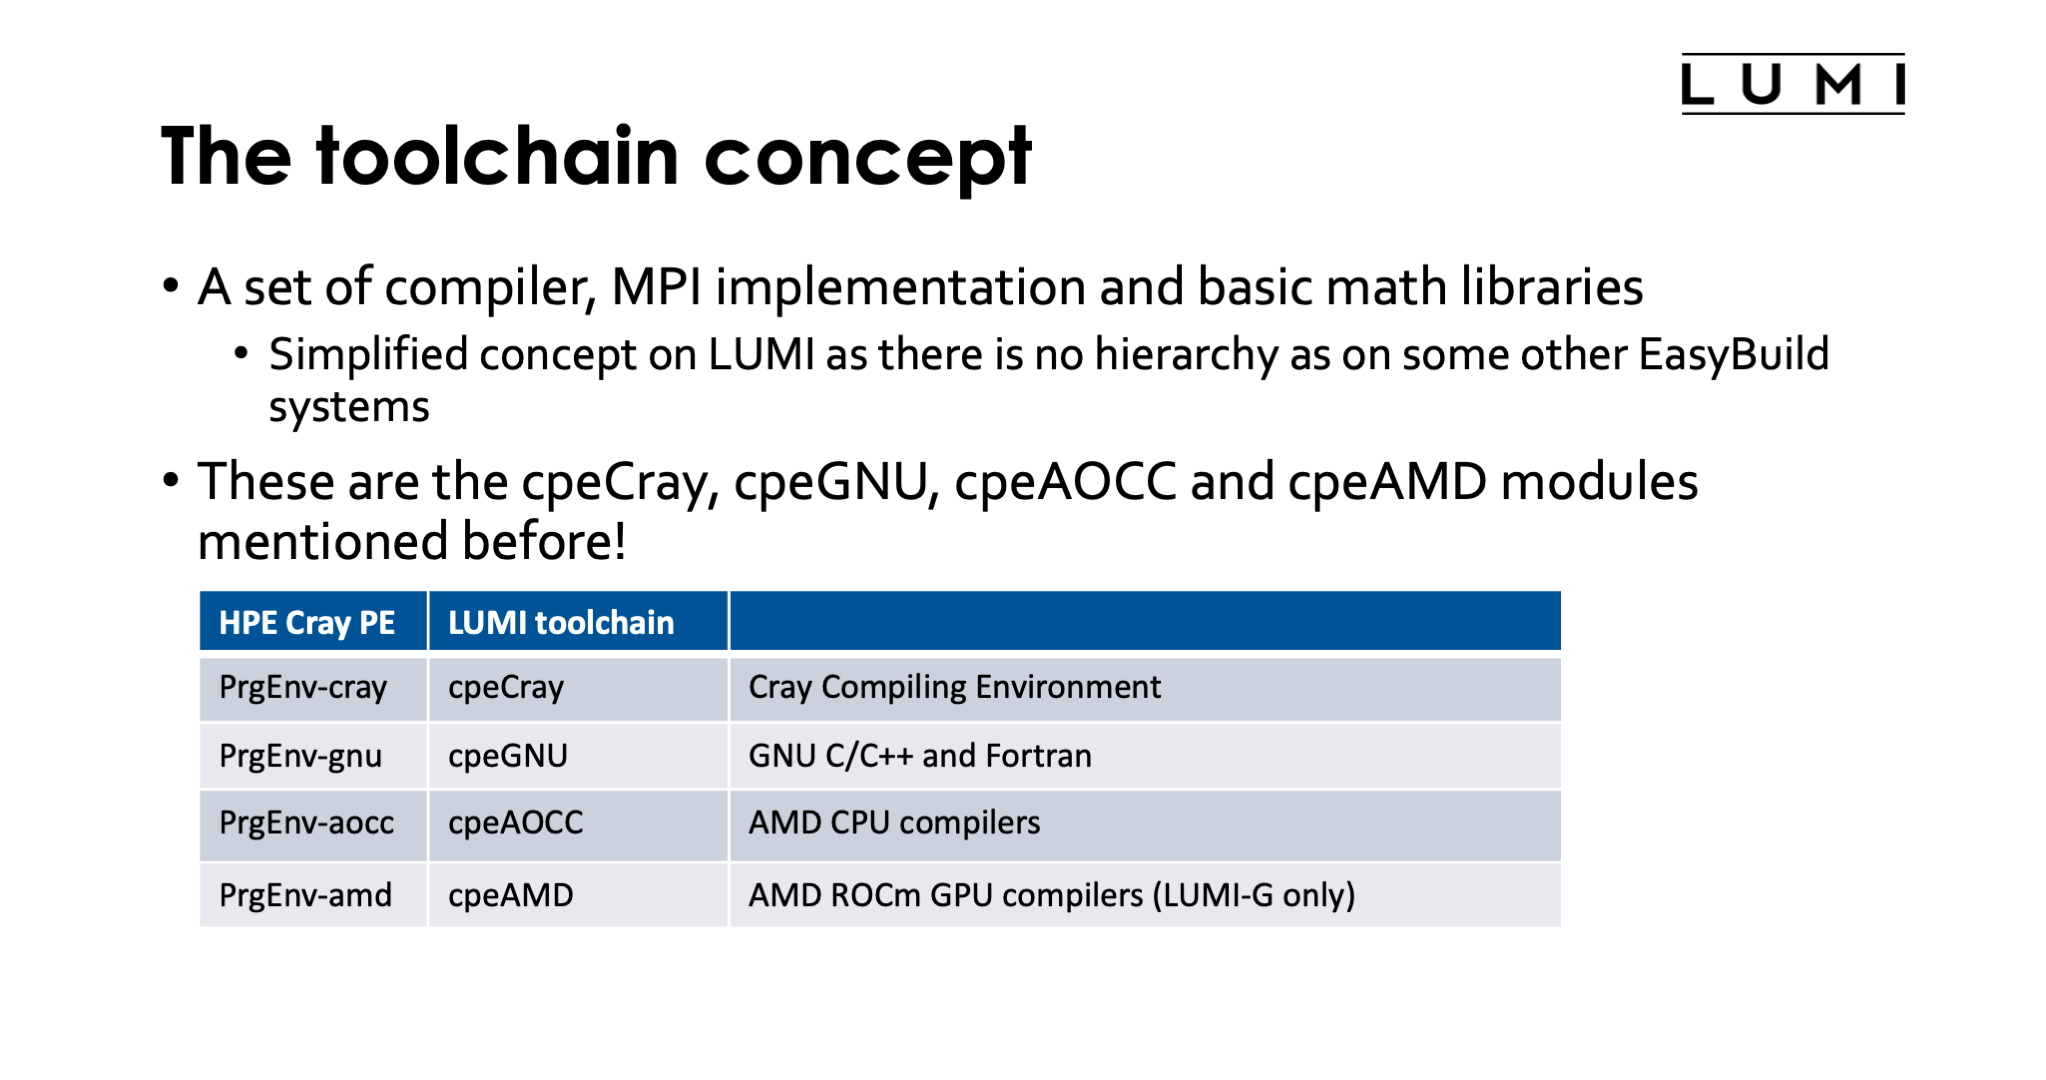 LUMI
The toolchain concept
• A set of compiler, MPI implementation and basic math libraries
• Simplified concept on LUMI as there is no hierarchy as on some other EasyBuild
systems
• These are the cpeCray, cpeGNU, cpeAOCC and cpeAMD modules
mentioned before!
HPE Cray PE LUMI toolchain
PrgEnv-cray cpeCray Cray Compiling Environment
PrgEnv-gnu cpeGNU GNU C/C++ and Fortran
PrgEnv-aocc cpeAOCC AMD CPU compilers
PrgEnv-amd cpeAMD AMD ROCm GPU compilers (LUMI-G only)